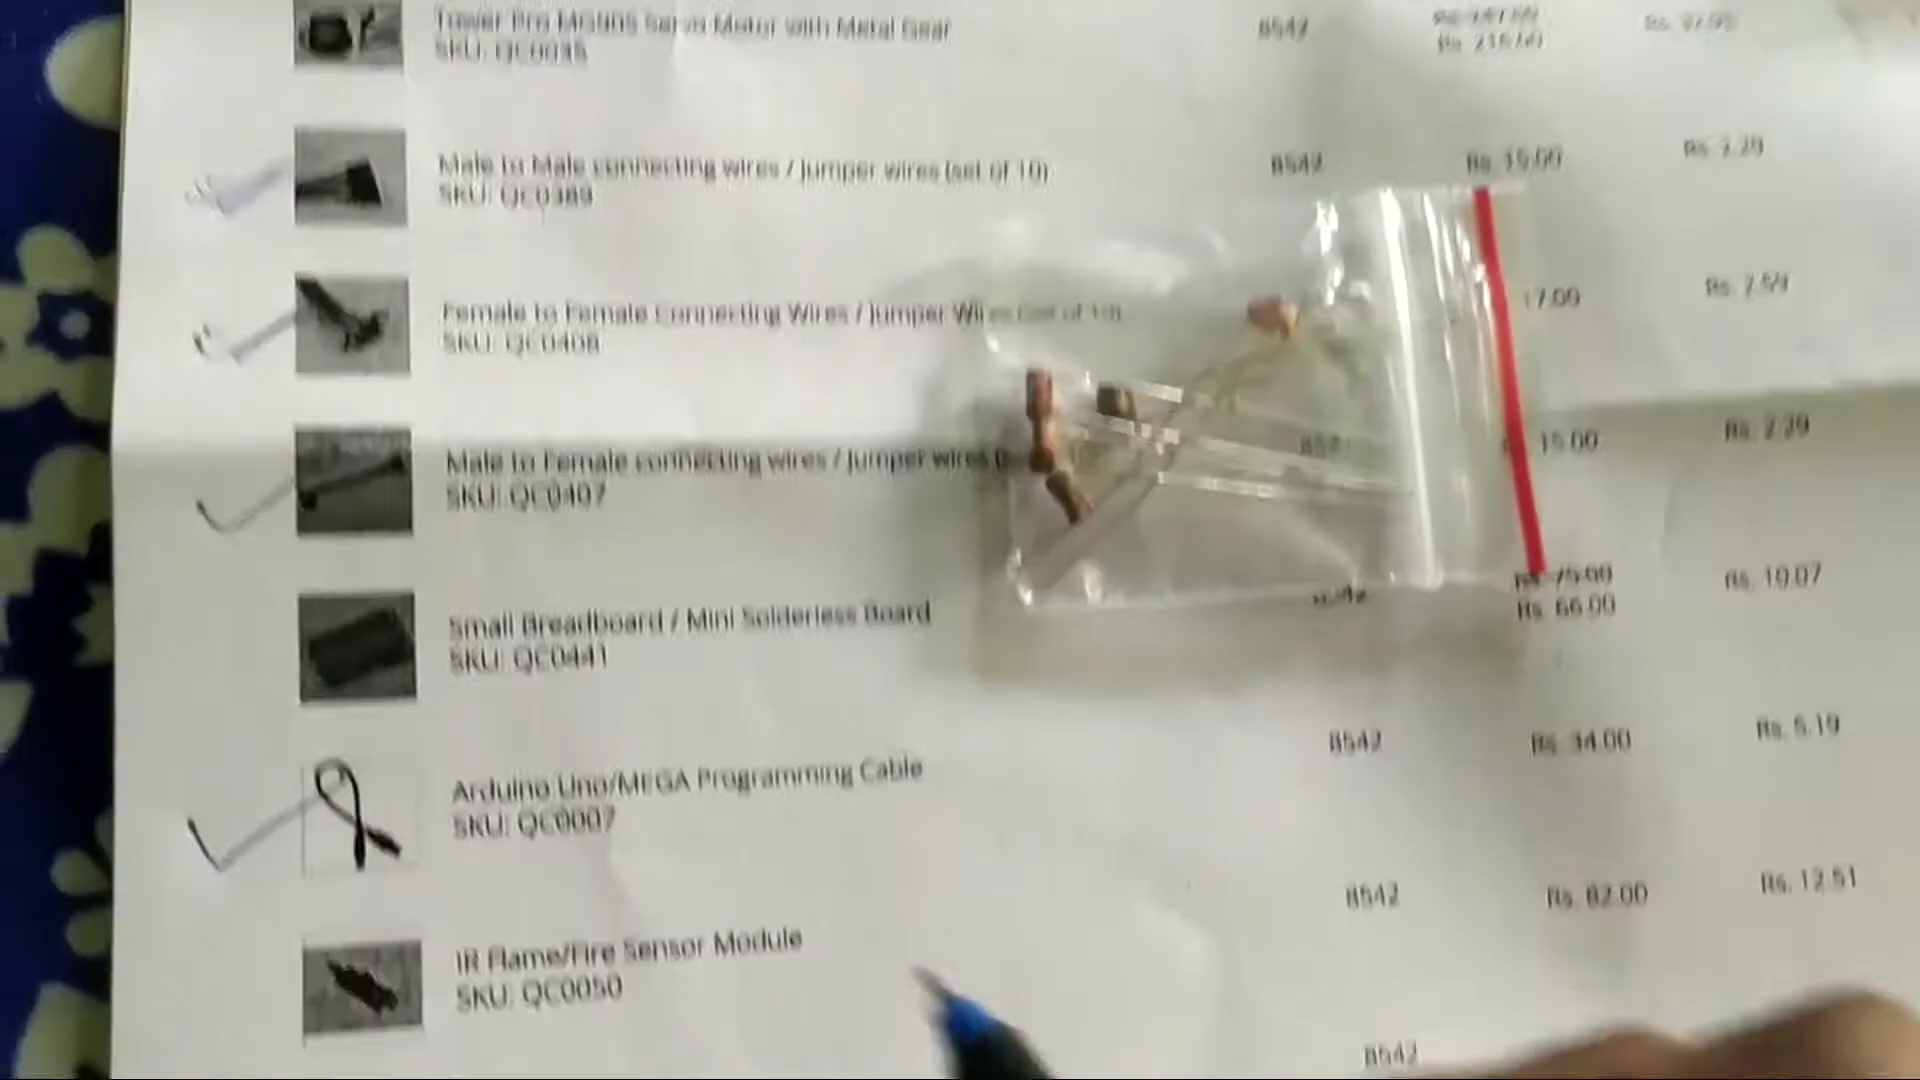 Tower Pro MG90S Servo Motor with Metal Gear 8542
SKU: QC0035 Rs. 216.00
Male to Male connecting wires / Jumper wires (set of 10) 8542 Rs. 15.00 Rs. 2.29
SKU: QC0389
Female to Female Connecting Wires / Jumper 17.00 Rs. 2.59
SKU: QC0408
Male to Female connecting wires / Jumper wires 15.00 Rs. 2.29
SKU: QC0407
Small Breadboard / Mini Solderless Board Rs. 75.00 Rs. 10.07
SKU: QC0441 Rs. 66.00
Arduino Uno/MEGA Programming Cable 8542 Rs. 34.00 Rs. 5.19
SKU: QC0007
IR Flame/Fire Sensor Module 8542 Rs. 82.00 Rs. 12.51
SKU: QC0050
8542